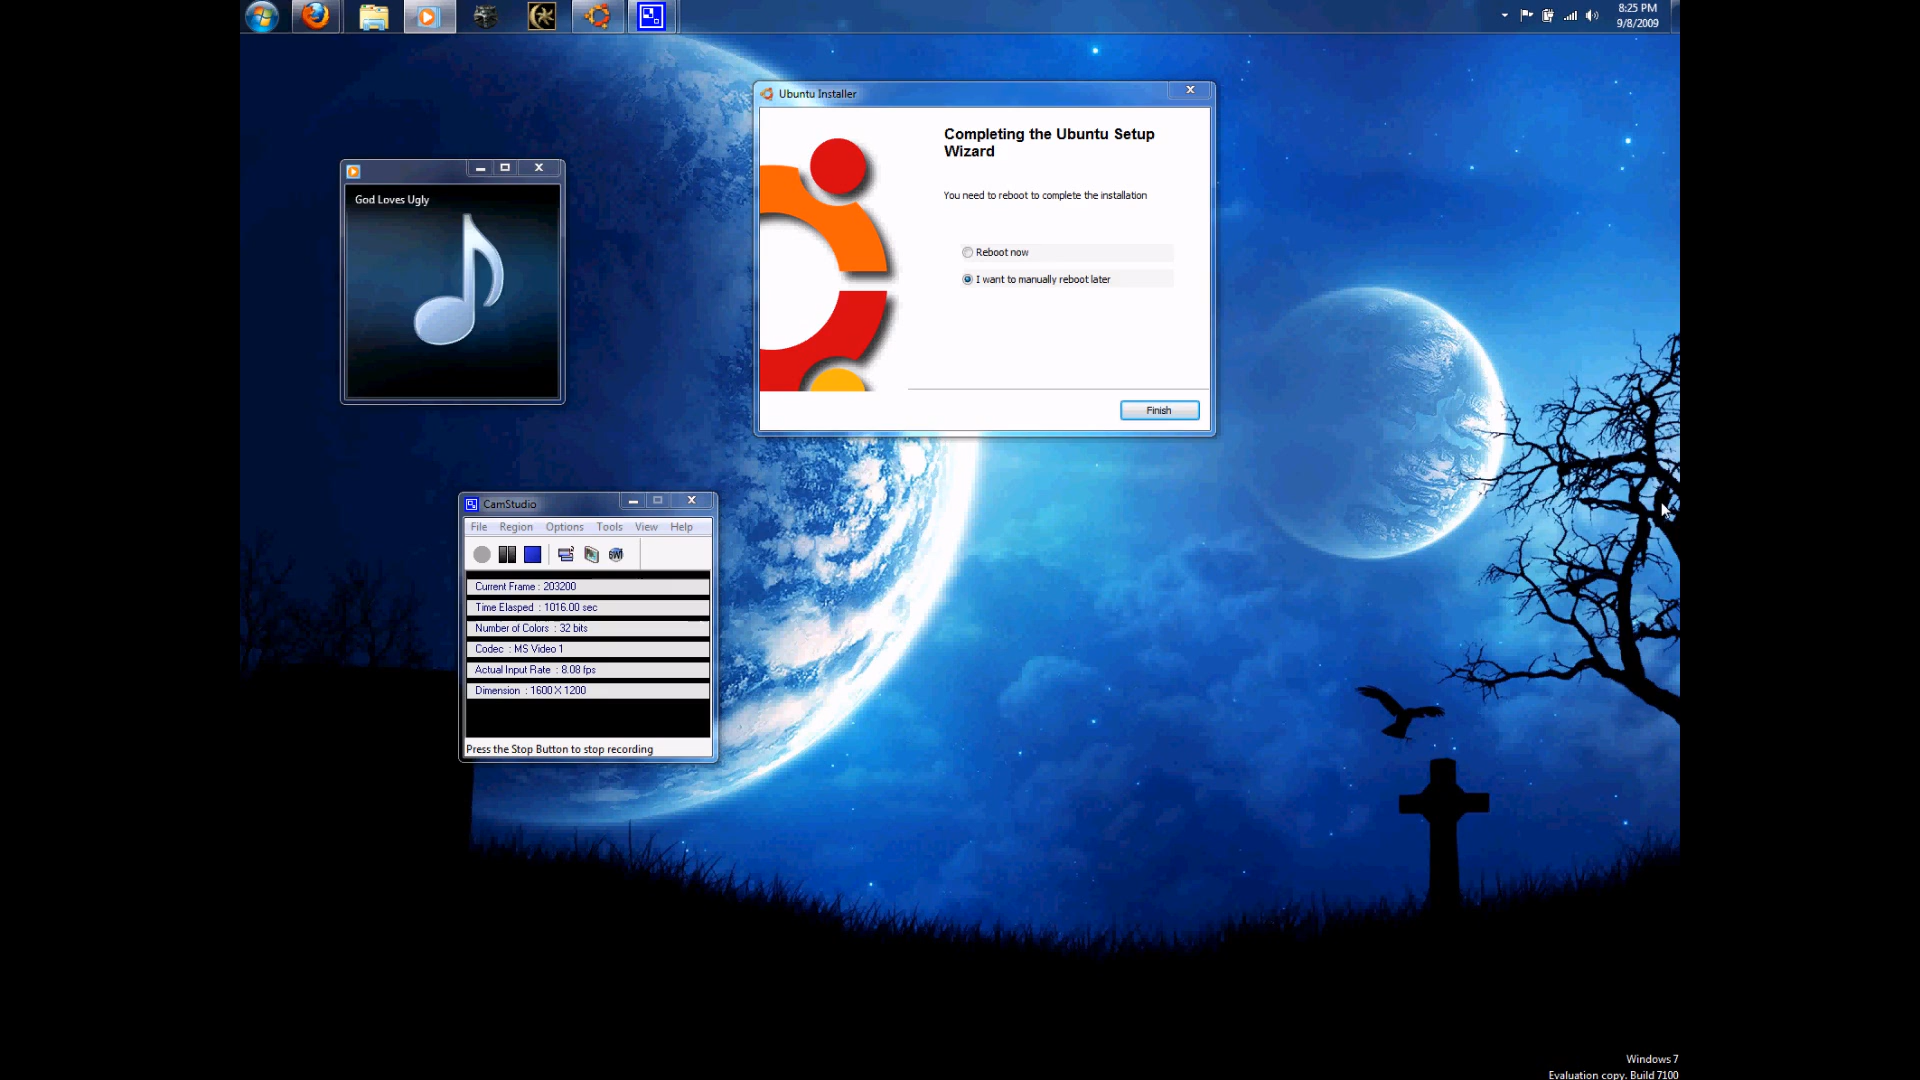 8:25 PM
9/8/2009
Ubuntu Installer
Completing the Ubuntu Setup
Wizard
You need to reboot to complete the installation
Reboot now
I want to manually reboot later
Finish
God Loves Ugly
CamStudio
File Region Options Tools View Help
Current Frame : 203200
Time Elasped : 1016.00 sec
Number of Colors : 32 bits
Codec : MS Video 1
Actual Input Rate : 8.08 fps
Dimension : 1600 X 1200
Press the Stop Button to stop recording
Windows 7
Evaluation copy. Build 7100